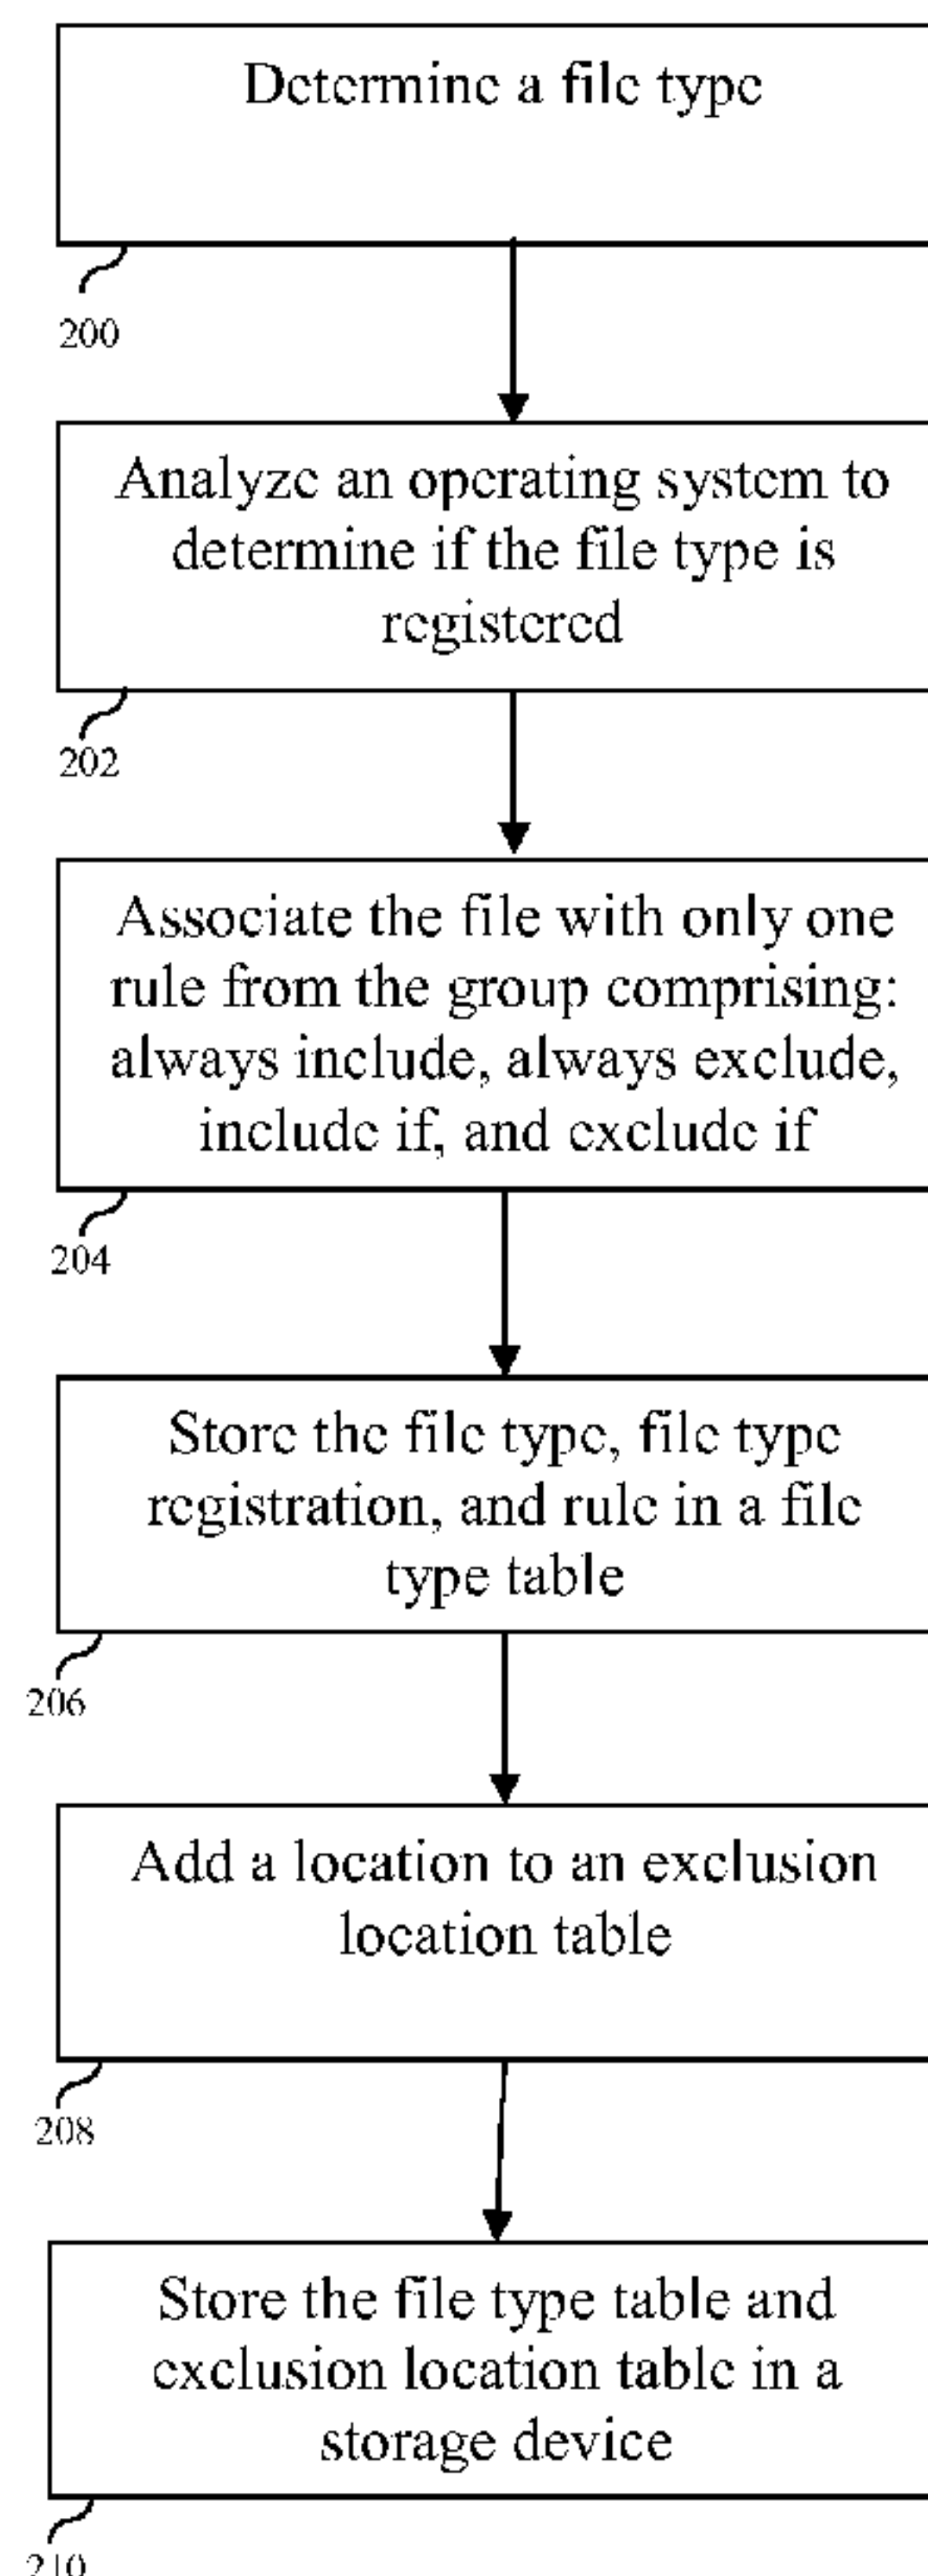 Determine a file type
200
Analyze an operating system to
determine if the file type is
registered
202
Associate the file with only one
rule from the group comprising:
always include, always exclude,
include if, and exclude if
204
Store the file type, file type
registration, and rule in a file
type table
206
Add a location to an exclusion
location table
208
Store the file type table and
exclusion location table in a
storage device
210